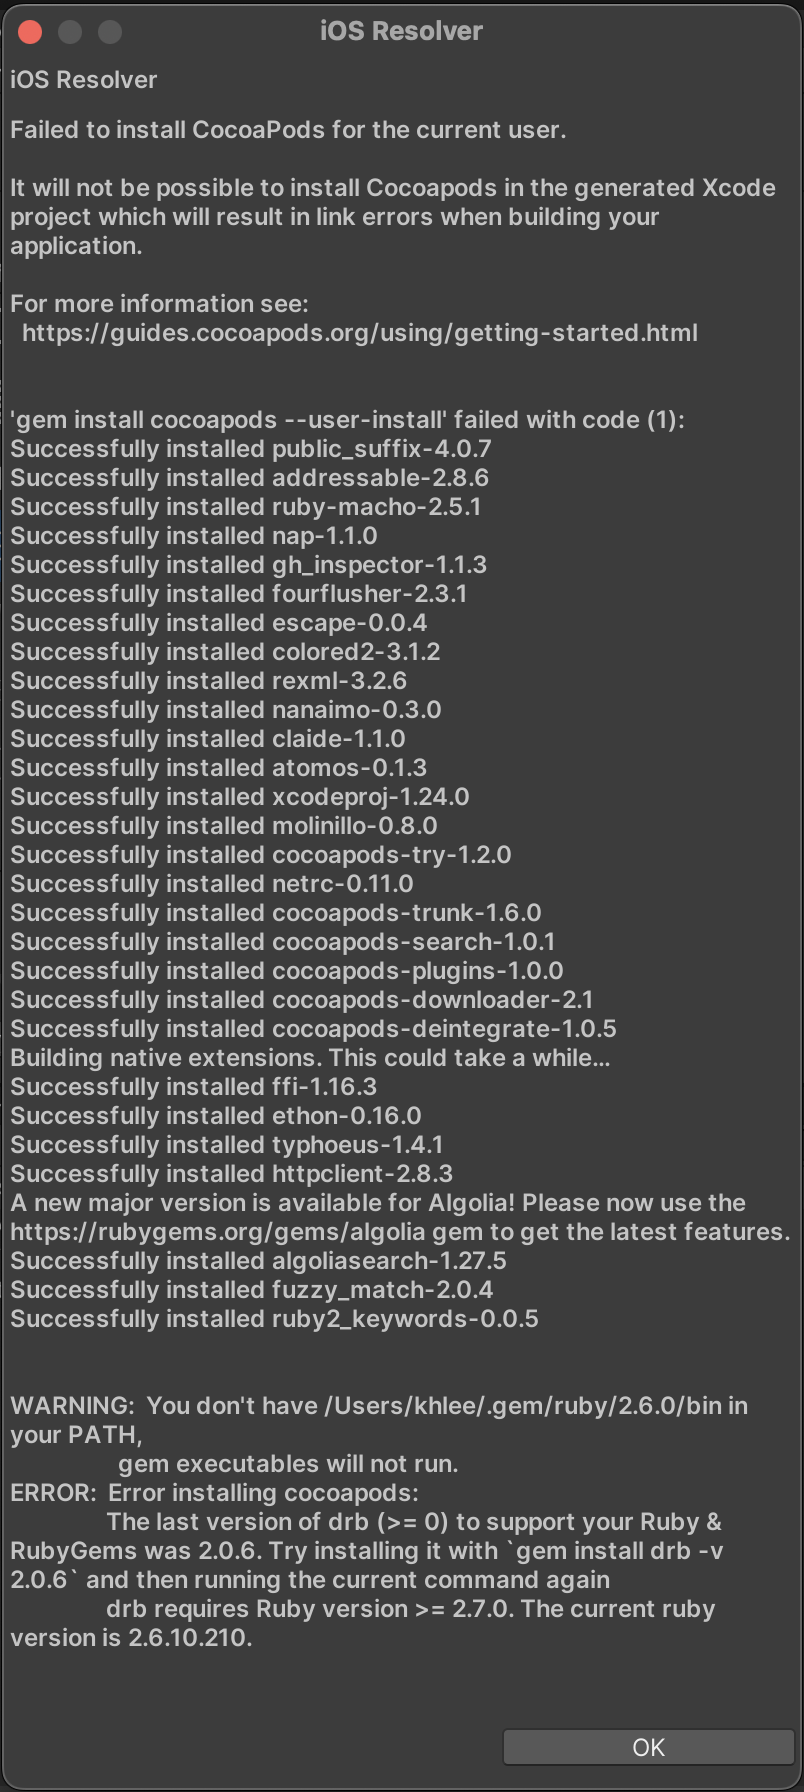 iOS Resolver
iOS Resolver
Failed to install CocoaPods for the current user.
It will not be possible to install Cocoapods in the generated Xcode
project which will result in link errors when building your
application.
For more information see:
https://guides.cocoapods.org/using/getting-started.html
'gem install cocoapods --user-install' failed with code (1):
Successfully installed public_suffix-4.0.7
Successfully installed addressable-2.8.6
Successfully installed ruby-macho-2.5.1
Successfully installed nap-1.1.0
Successfully installed gh_inspector-1.1.3
Successfully installed fourflusher-2.3.1
Successfully installed escape-0.0.4
Successfully installed colored2-3.1.2
Successfully installed rexml-3.2.6
Successfully installed nanaimo-0.3.0
Successfully installed claide-1.1.0
Successfully installed atomos-0.1.3
Successfully installed xcodeproj-1.24.0
Successfully installed molinillo-0.8.0
Successfully installed cocoapods-try-1.2.0
Successfully installed netrc-0.11.0
Successfully installed cocoapods-trunk-1.6.0
Successfully installed cocoapods-search-1.0.1
Successfully installed cocoapods-plugins-1.0.0
Successfully installed cocoapods-downloader-2.1
Successfully installed cocoapods-deintegrate-1.0.5
Building native extensions. This could take a while...
Successfully installed ffi-1.16.3
Successfully installed ethon-0.16.0
Successfully installed typhoeus-1.4.1
Successfully installed httpclient-2.8.3
A new major version is available for Algolia! Please now use the
https://rubygems.org/gems/algolia gem to get the latest features.
Successfully installed algoliasearch-1.27.5
Successfully installed fuzzy_match-2.0.4
Successfully installed ruby2_keywords-0.0.5
WARNING:  You don't have /Users/khlee/.gem/ruby/2.6.0/bin in
your PATH,
gem executables will not run.
ERROR:  Error installing cocoapods:
The last version of drb (>= 0) to support your Ruby &
RubyGems was 2.0.6. Try installing it with `gem install drb -v
2.0.6` and then running the current command again
drb requires Ruby version >= 2.7.0. The current ruby
version is 2.6.10.210.
OK